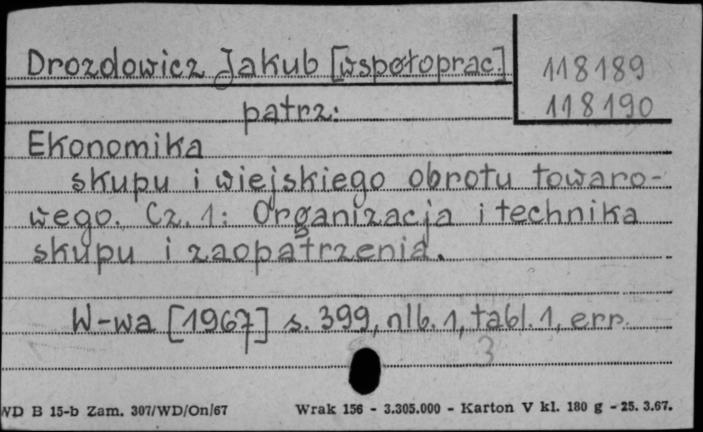 Drozdowicz Jakub [współoprac.]
118189
118190
patrz:
Ekonomika
skupu i wiejskiego obrotu towaro-
wego. Cz. 1: Organizacja i technika
skupu i zaopatrzenia.
W-wa [1967] s. 399, nlb. 1, tabl. 1, err.
3
WD B 15-b Zam. 307/WD/On/67 Wrak 156 - 3.305.000 - Karton V kl. 180 g - 25. 3.67.